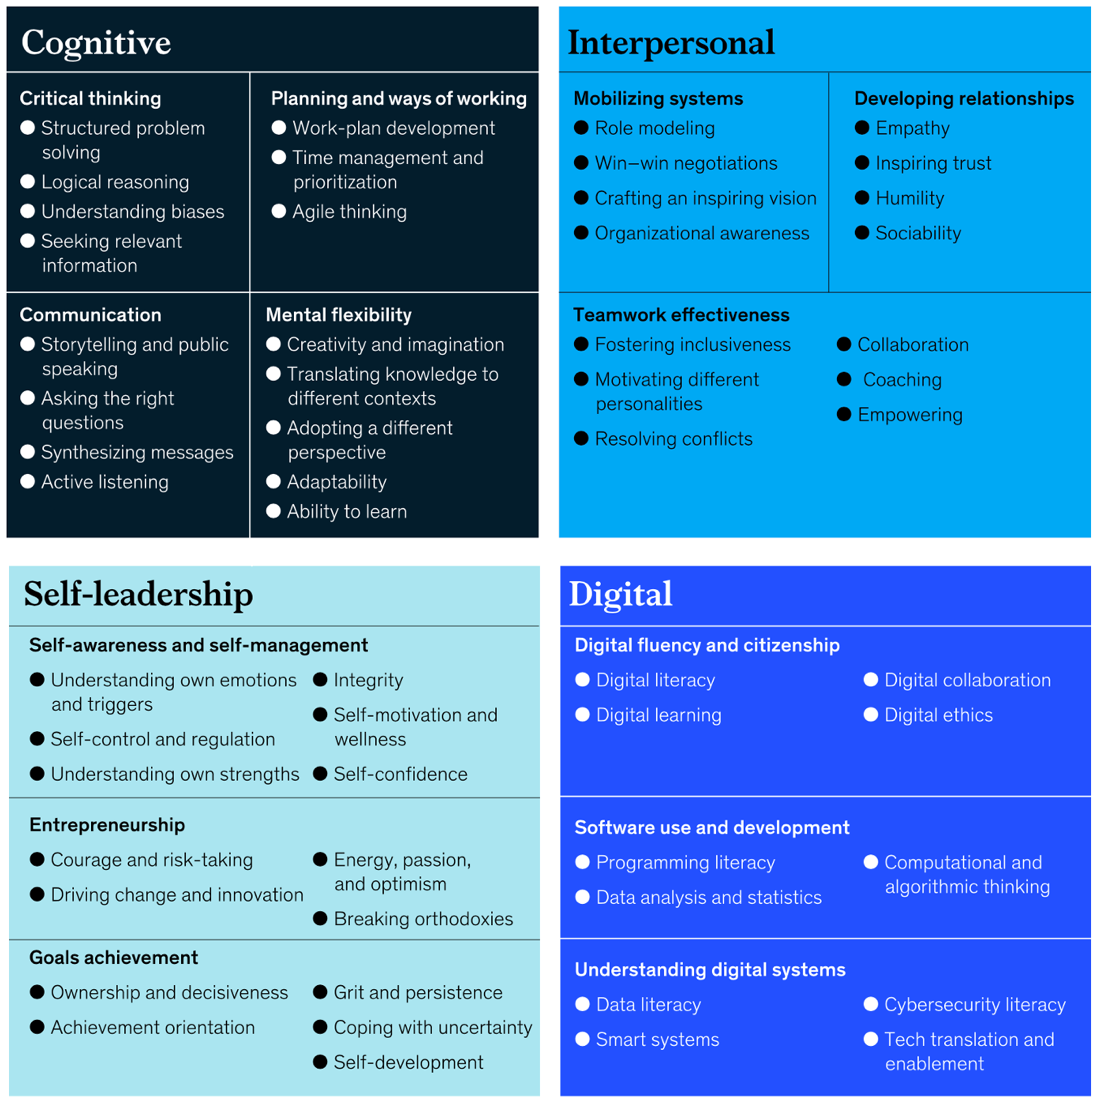 Cognitive
Critical thinking
Structured problem
solving
Logical reasoning
Understanding biases
Seeking relevant
information
Planning and ways of working
Work-plan development
Time management and
prioritization
Agile thinking
Communication
Storytelling and public
speaking
Asking the right
questions
Synthesizing messages
Active listening
Mental flexibility
Creativity and imagination
Translating knowledge to
different contexts
Adopting a different
perspective
Adaptability
Ability to learn
Interpersonal
Mobilizing systems
Role modeling
Win–win negotiations
Crafting an inspiring vision
Organizational awareness
Developing relationships
Empathy
Inspiring trust
Humility
Sociability
Teamwork effectiveness
Fostering inclusiveness
Motivating different
personalities
Resolving conflicts
Collaboration
Coaching
Empowering
Self-leadership
Self-awareness and self-management
Understanding own emotions
and triggers
Self-control and regulation
Understanding own strengths
Integrity
Self-motivation and
wellness
Self-confidence
Entrepreneurship
Courage and risk-taking
Driving change and innovation
Energy, passion,
and optimism
Breaking orthodoxies
Goals achievement
Ownership and decisiveness
Achievement orientation
Grit and persistence
Coping with uncertainty
Self-development
Digital
Digital fluency and citizenship
Digital literacy
Digital learning
Digital collaboration
Digital ethics
Software use and development
Programming literacy
Data analysis and statistics
Computational and
algorithmic thinking
Understanding digital systems
Data literacy
Smart systems
Cybersecurity literacy
Tech translation and
enablement